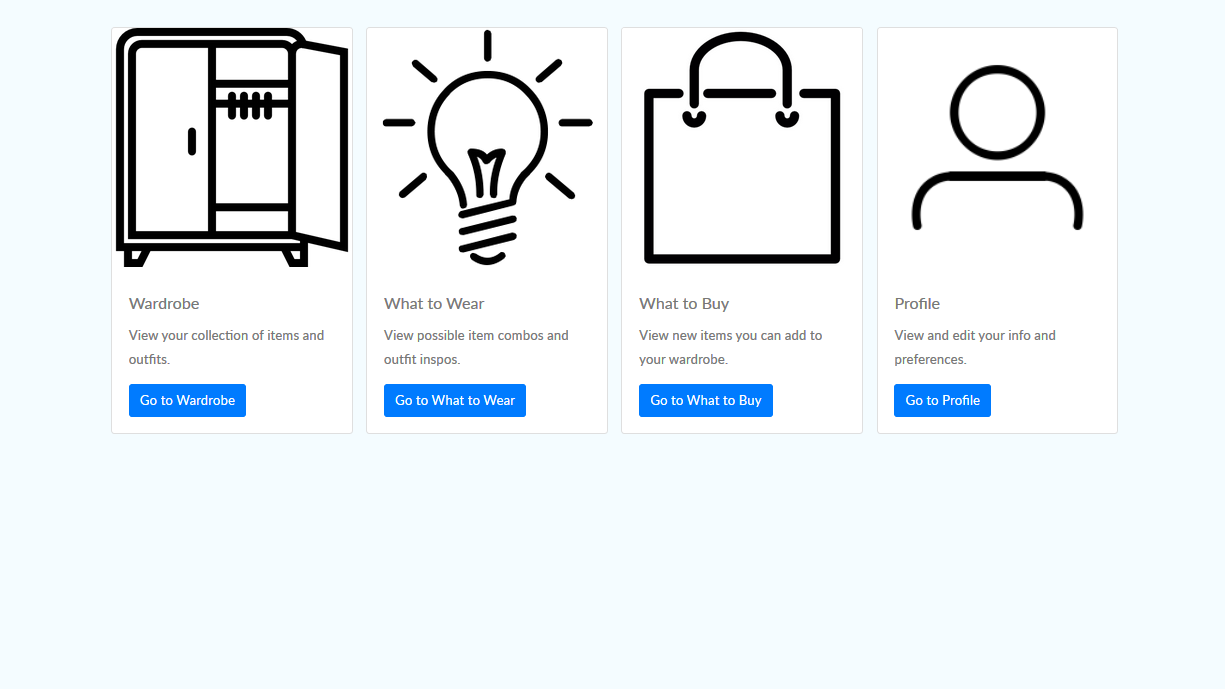 Wardrobe
View your collection of items and
outfits.
Go to Wardrobe
What to Wear
View possible item combos and
outfit inspos.
Go to What to Wear
What to Buy
View new items you can add to
your wardrobe.
Go to What to Buy
Profile
View and edit your info and
preferences.
Go to Profile